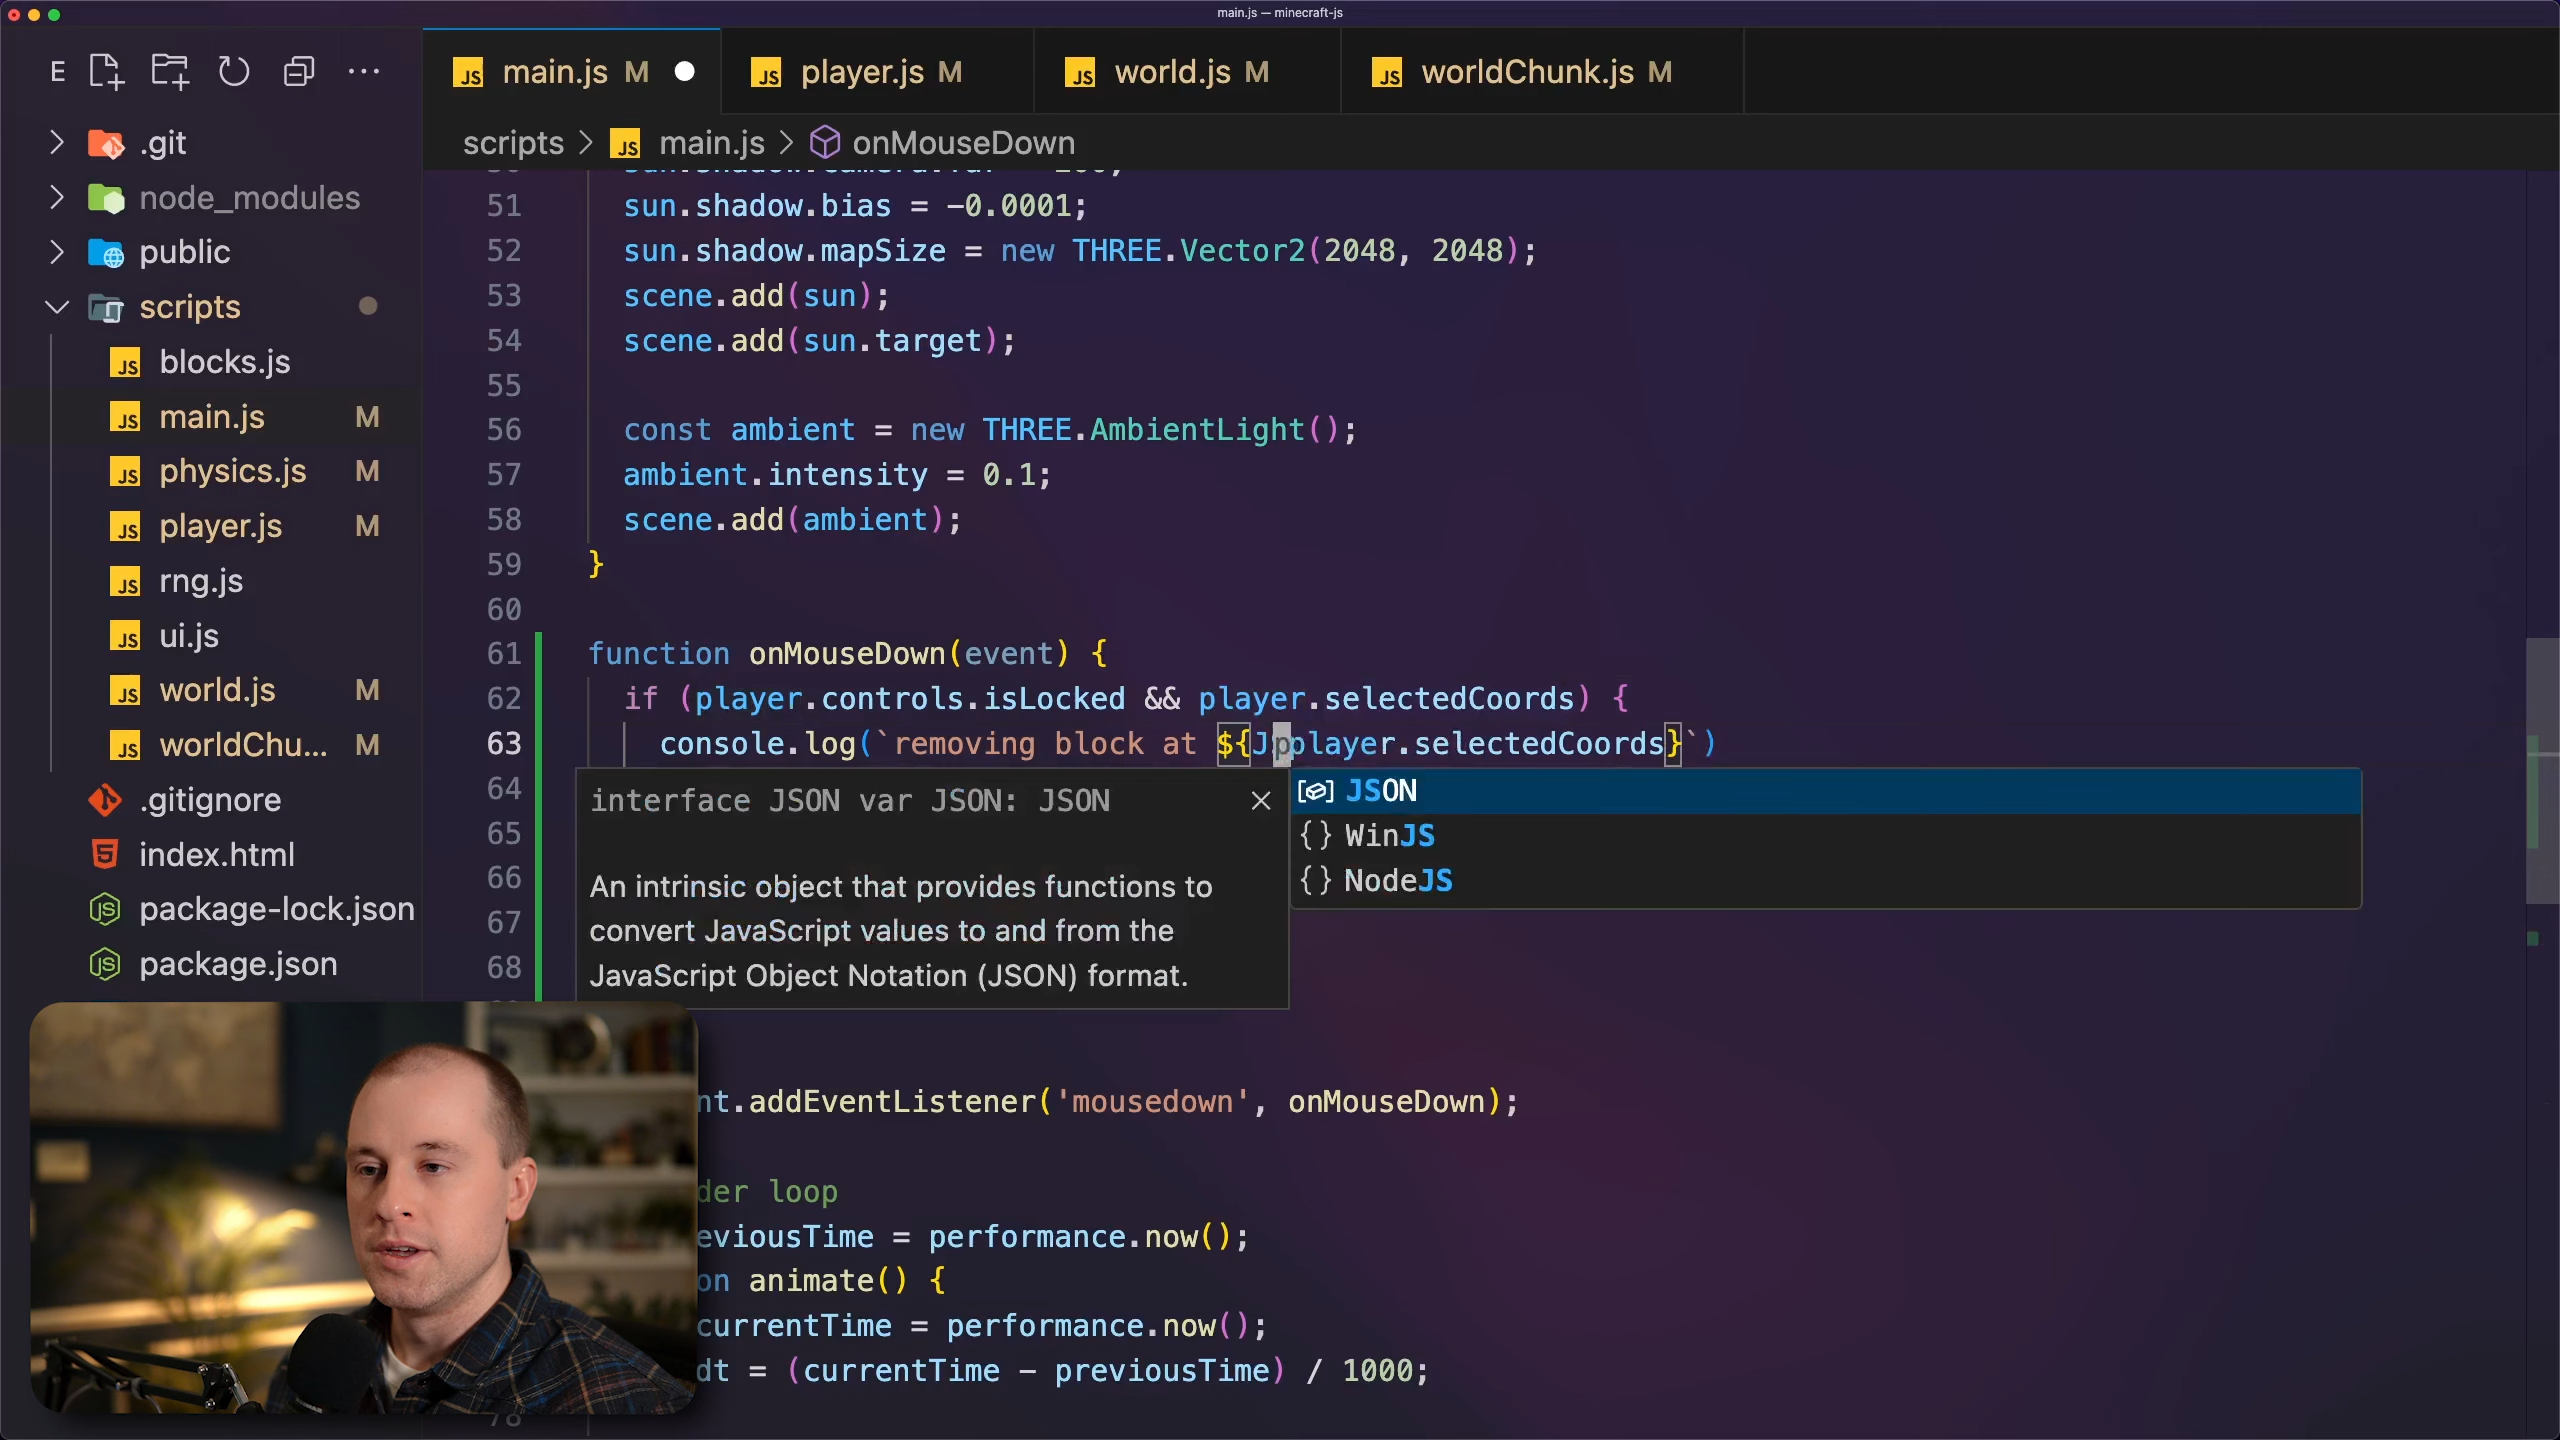 main.js — minecraft-js
E
main.js M
player.js M
world.js M
worldChunk.js M
scripts > main.js > onMouseDown
.git
node_modules
public
scripts
blocks.js
main.js M
physics.js M
player.js M
rng.js
ui.js
world.js M
worldChu... M
.gitignore
index.html
package-lock.json
package.json
51 sun.shadow.bias = -0.0001;
52 sun.shadow.mapSize = new THREE.Vector2(2048, 2048);
53 scene.add(sun);
54 scene.add(sun.target);
55
56 const ambient = new THREE.AmbientLight();
57 ambient.intensity = 0.1;
58 scene.add(ambient);
59 }
60
61 function onMouseDown(event) {
62 if (player.controls.isLocked && player.selectedCoords) {
63 console.log(`removing block at ${JSplayer.selectedCoords}`)
64
65
66
67
68
interface JSON var JSON: JSON
An intrinsic object that provides functions to
convert JavaScript values to and from the
JavaScript Object Notation (JSON) format.
JSON
{} WinJS
{} NodeJS
nt.addEventListener('mousedown', onMouseDown);
der loop
eviousTime = performance.now();
on animate() {
currentTime = performance.now();
dt = (currentTime - previousTime) / 1000;
78